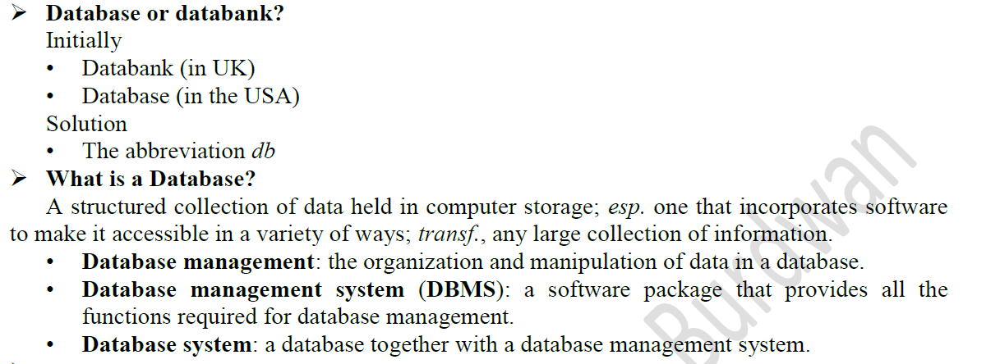 ➢ Database or databank?
Initially
• Databank (in UK)
• Database (in the USA)
Solution
• The abbreviation db
➢ What is a Database?
A structured collection of data held in computer storage; esp. one that incorporates software
to make it accessible in a variety of ways; transf., any large collection of information.
• Database management: the organization and manipulation of data in a database.
• Database management system (DBMS): a software package that provides all the
functions required for database management.
• Database system: a database together with a database management system.
Burdwan